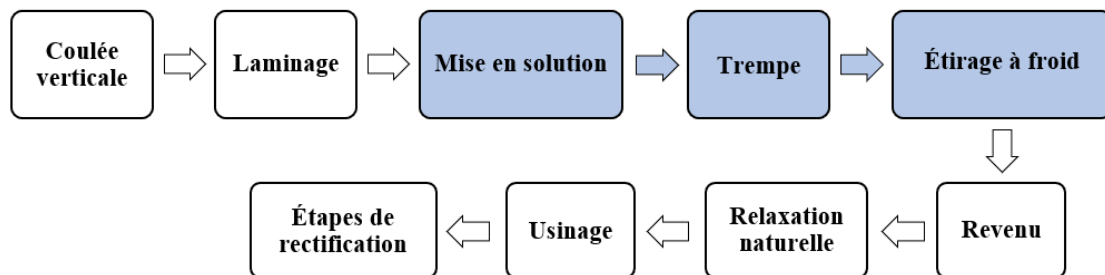 Coulée
verticale
Laminage
Mise en solution
Trempe
Étirage à froid
Revenu
Relaxation
naturelle
Usinage
Étapes de
rectification